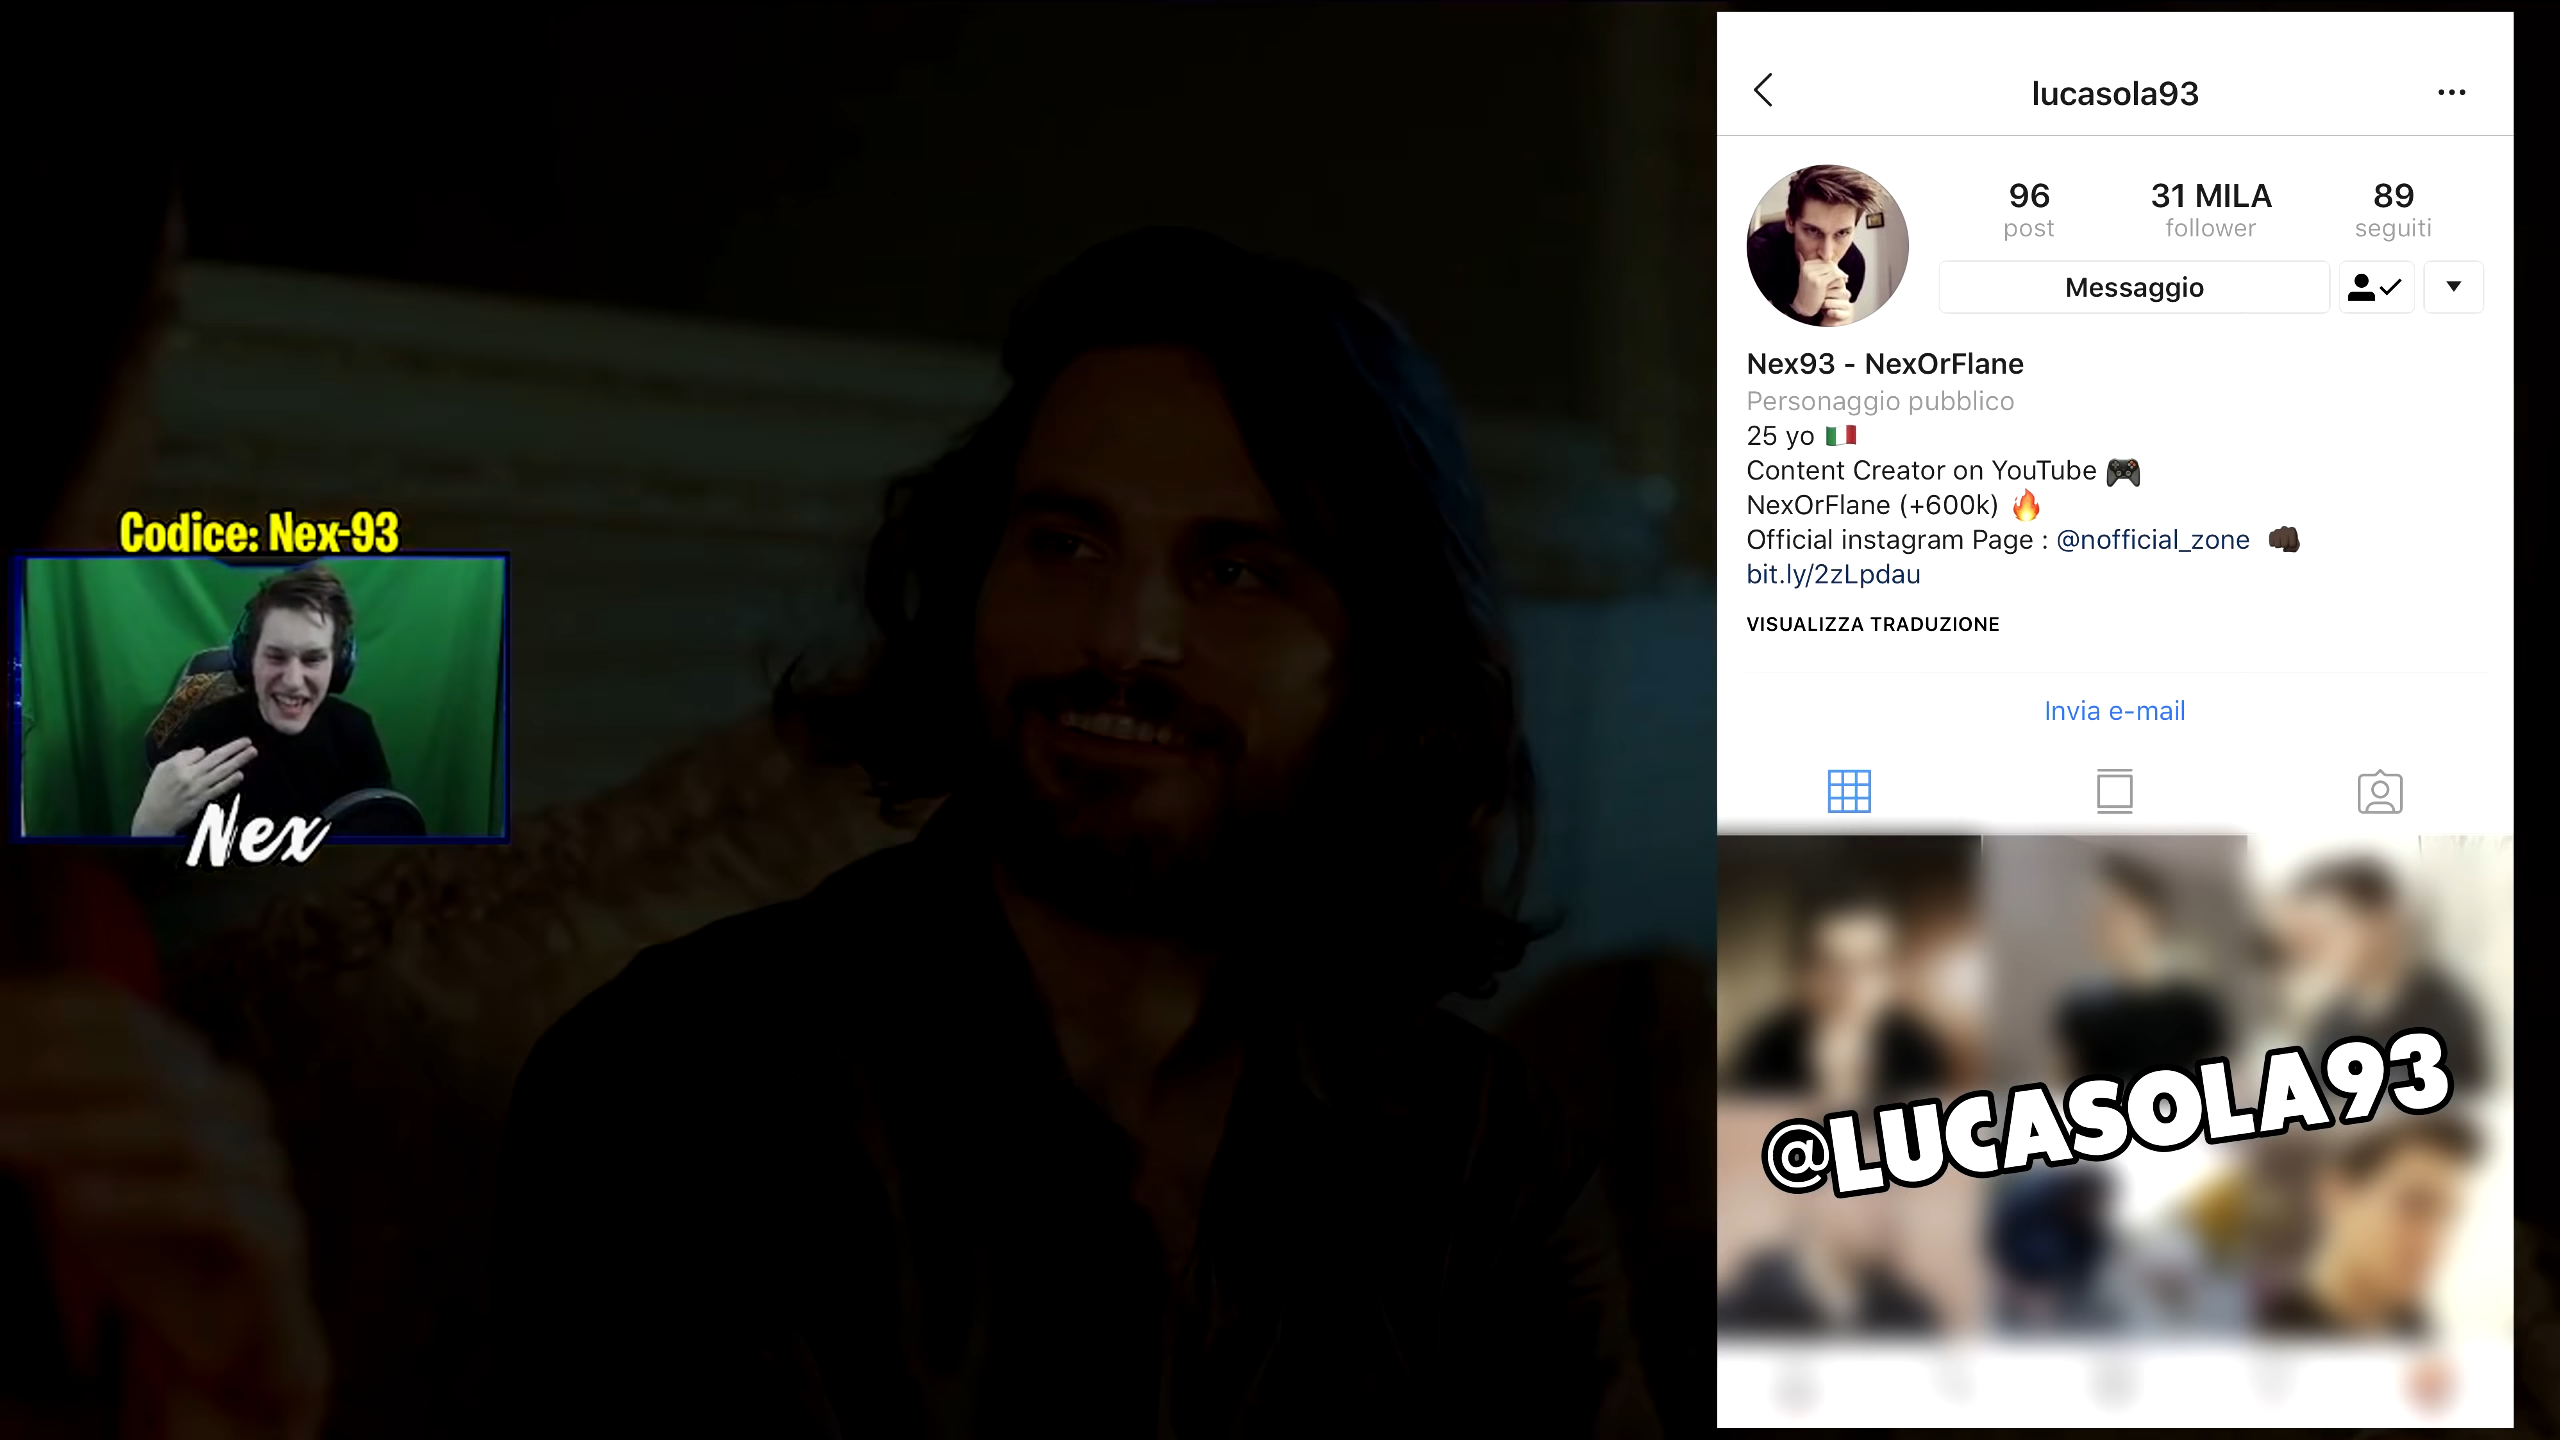 Codice: Nex-93
Nex
lucasola93
96
post
31 MILA
follower
89
seguiti
Messaggio
Nex93 - NexOrFlane
Personaggio pubblico
25 yo 🇮🇹
Content Creator on YouTube 🎮
NexOrFlane (+600k) 🔥
Official instagram Page : @nofficial_zone 👊🏿
bit.ly/2zLpdau
VISUALIZZA TRADUZIONE
Invia e-mail
@LUCASOLA93